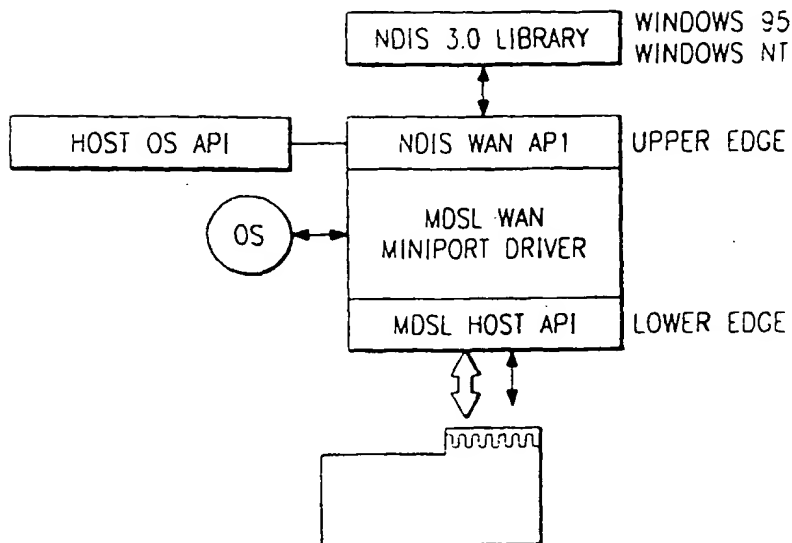 NDIS 3.0 LIBRARY
WINDOWS 95
WINDOWS NT
HOST OS API
NDIS WAN AP1
UPPER EDGE
OS
MDSL WAN
MINIPORT DRIVER
MDSL HOST API
LOWER EDGE